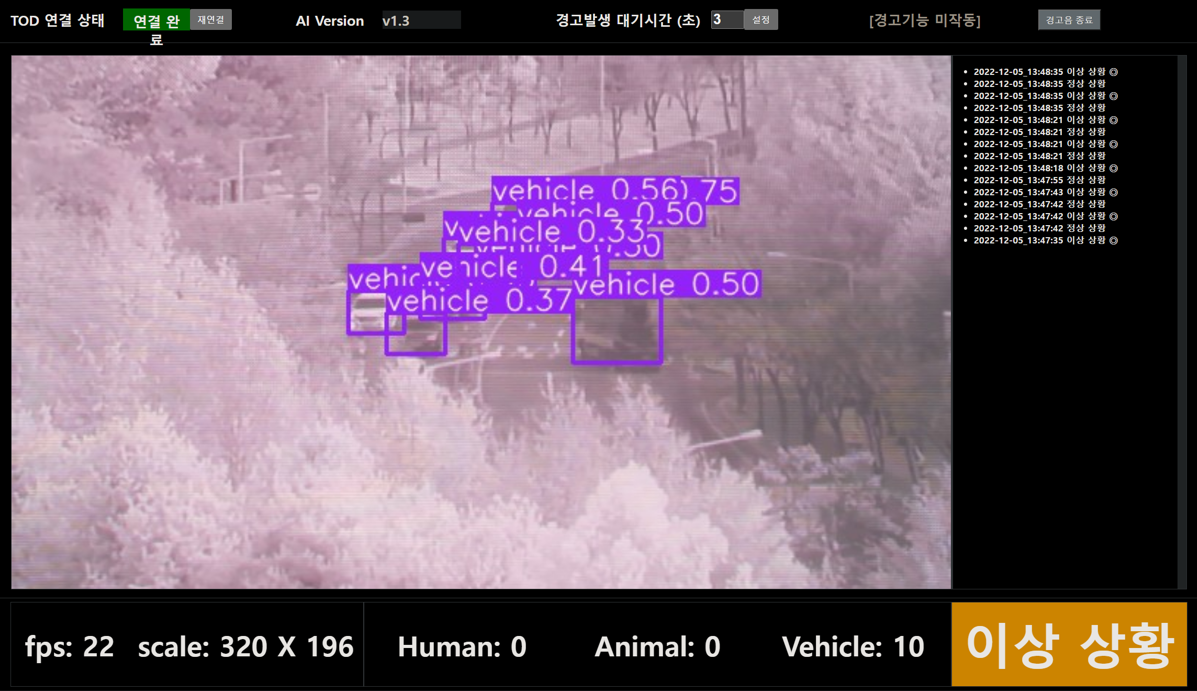 TOD 연결 상태
연결 완료
재연결
AI Version
v1.3
경고발생 대기시간 (초)
3
설정
[경고기능 미작동]
경고음 종료
vehicle 0.56
75
vehicle 0.50
vehicle 0.33
vehicle 0.41
vehicle 0.50
vehicle 0.37
• 2022-12-05_13:48:35 이상 상황 ◎
• 2022-12-05_13:48:35 정상 상황
• 2022-12-05_13:48:35 이상 상황 ◎
• 2022-12-05_13:48:35 정상 상황
• 2022-12-05_13:48:21 이상 상황 ◎
• 2022-12-05_13:48:21 정상 상황
• 2022-12-05_13:48:21 이상 상황 ◎
• 2022-12-05_13:48:21 정상 상황
• 2022-12-05_13:48:18 이상 상황 ◎
• 2022-12-05_13:47:55 정상 상황
• 2022-12-05_13:47:43 이상 상황 ◎
• 2022-12-05_13:47:42 정상 상황
• 2022-12-05_13:47:42 이상 상황 ◎
• 2022-12-05_13:47:42 정상 상황
• 2022-12-05_13:47:35 이상 상황 ◎
fps: 22
scale: 320 X 196
Human: 0
Animal: 0
Vehicle: 10
이상 상황